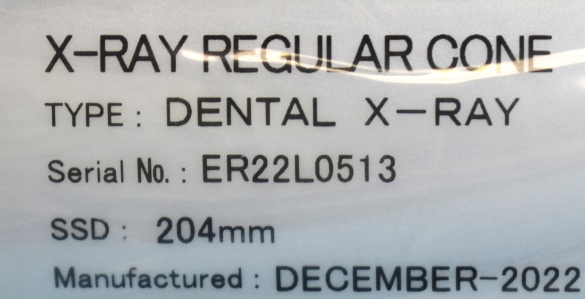 X-RAY REGULAR CONE
TYPE : DENTAL X-RAY
Serial No. : ER22L0513
SSD : 204mm
Manufactured : DECEMBER-2022